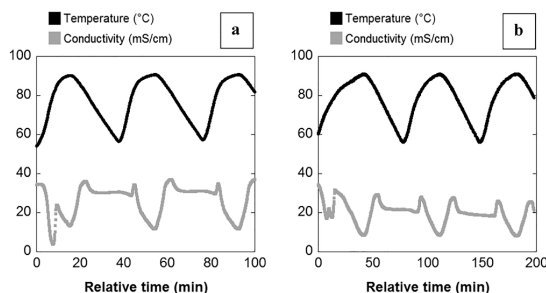 Temperature (°C)
Conductivity (mS/cm)
a
100
80
60
40
20
0
0 20 40 60 80 100
Relative time (min)
Temperature (°C)
Conductivity (mS/cm)
b
100
80
60
40
20
0
0 50 100 150 200
Relative time (min)